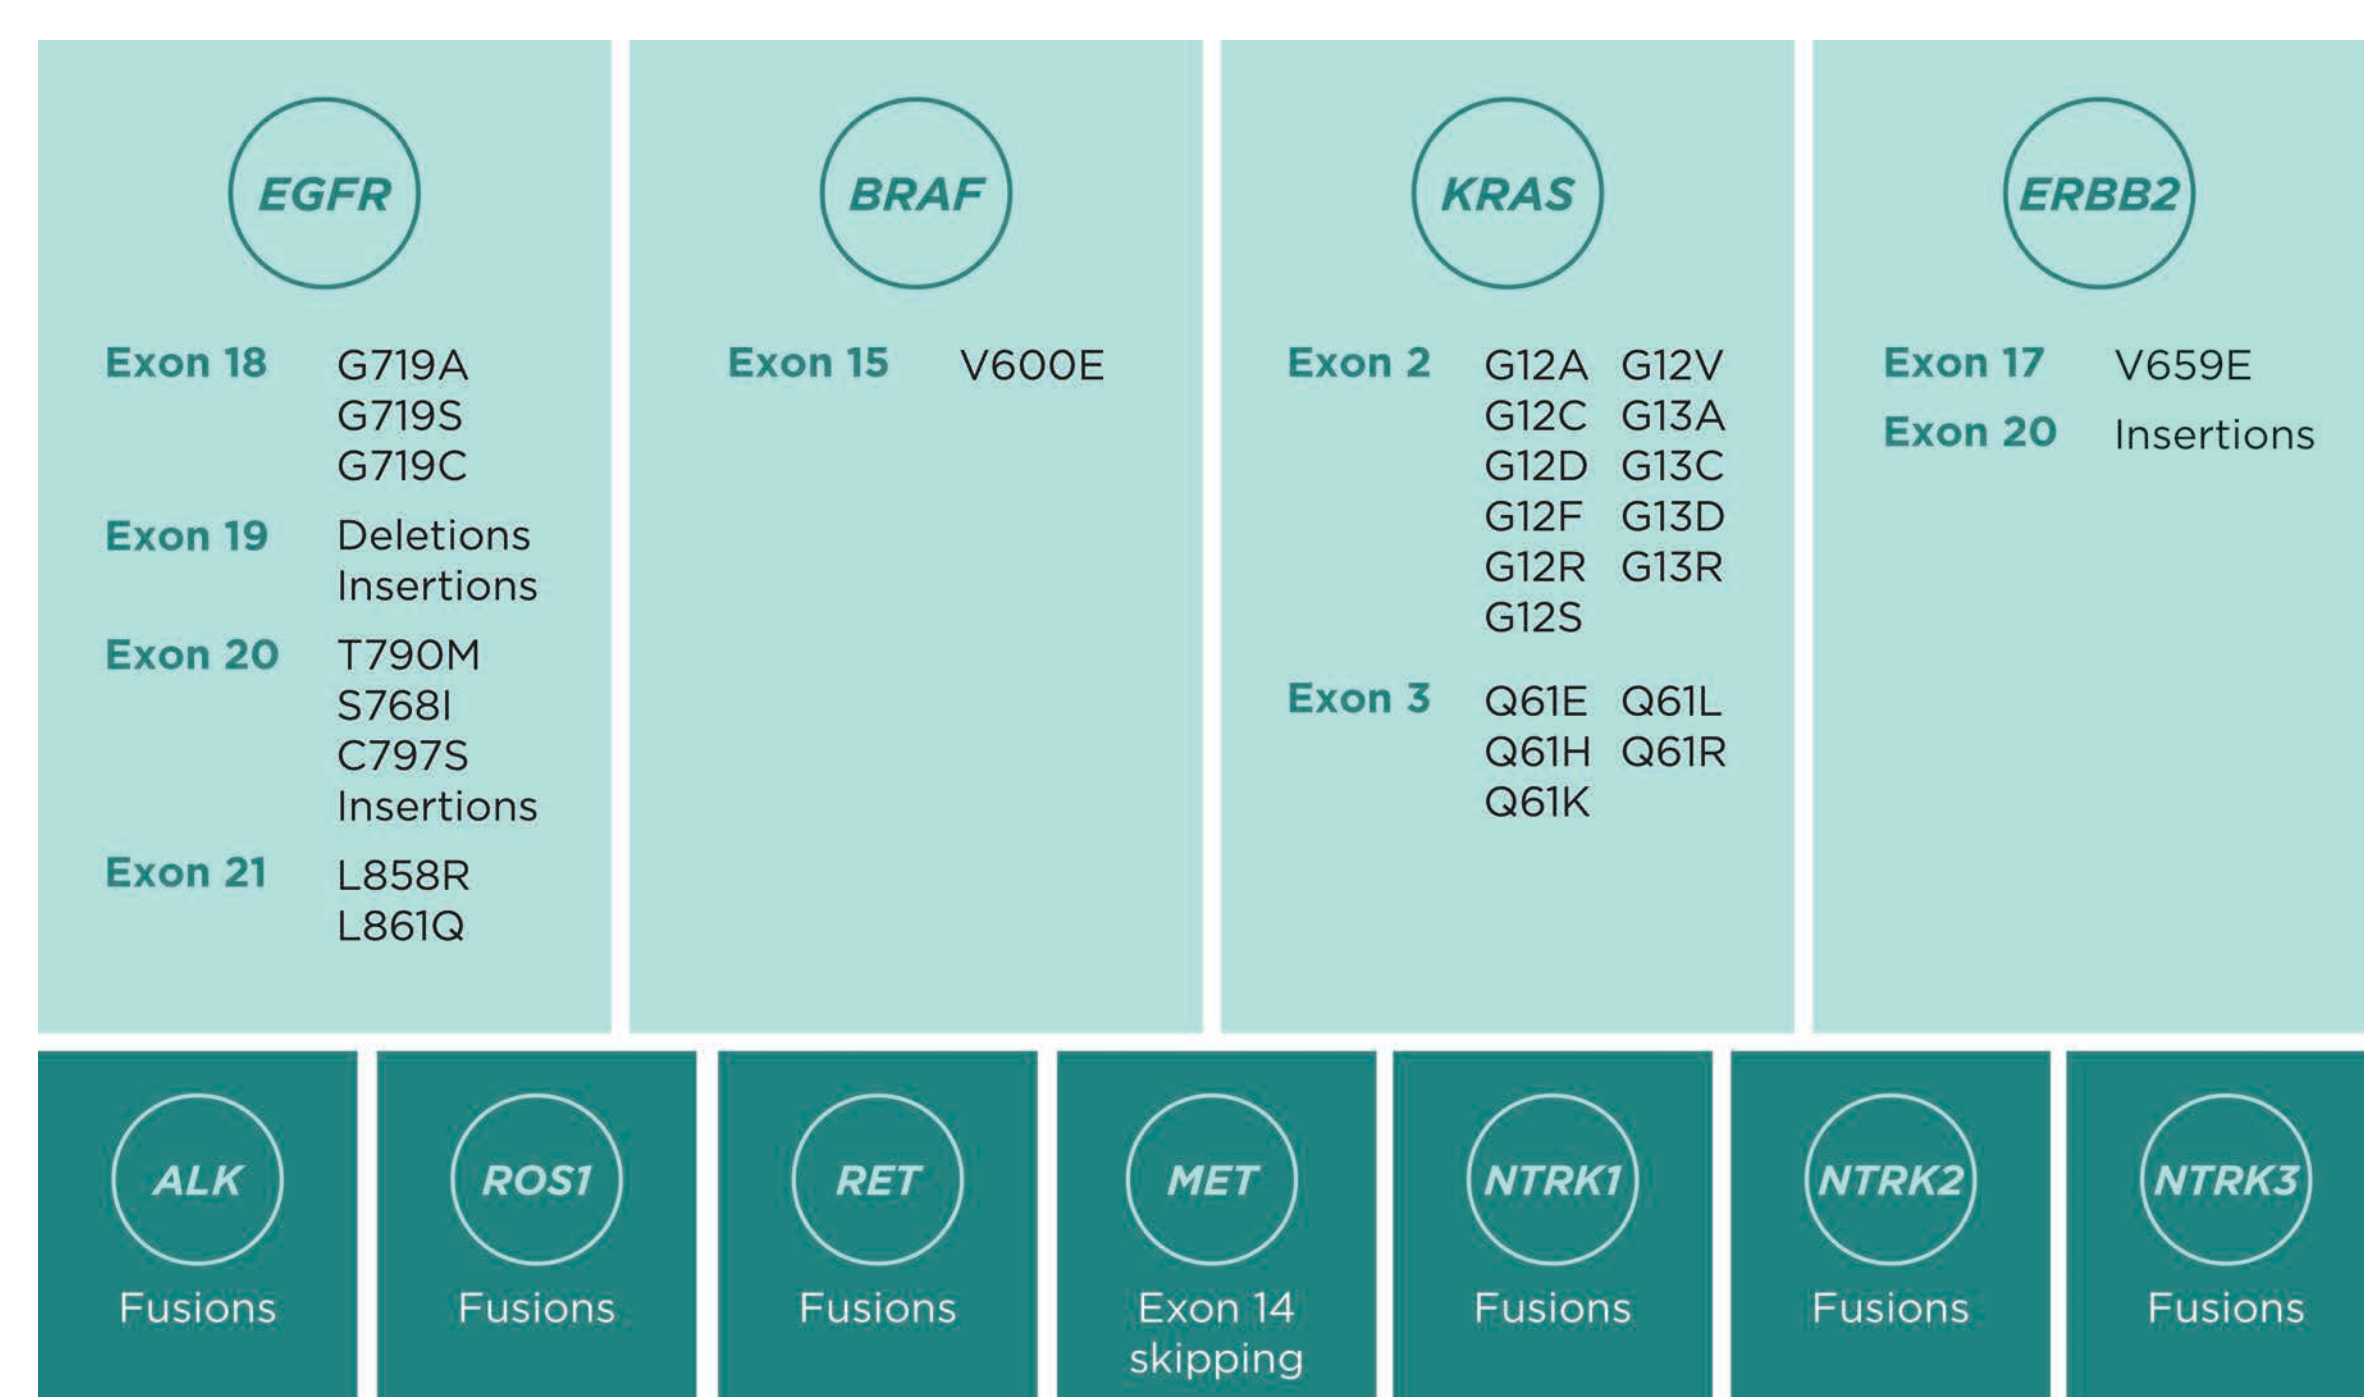 EGFR
Exon 18 G719A
G719S
G719C
Exon 19 Deletions
Insertions
Exon 20 T790M
S768I
C797S
Insertions
Exon 21 L858R
L861Q
BRAF
Exon 15 V600E
KRAS
Exon 2 G12A G12V
G12C G13A
G12D G13C
G12F G13D
G12R G13R
G12S
Exon 3 Q61E Q61L
Q61H Q61R
Q61K
ERBB2
Exon 17 V659E
Exon 20 Insertions
ALK
Fusions
ROS1
Fusions
RET
Fusions
MET
Exon 14
skipping
NTRK1
Fusions
NTRK2
Fusions
NTRK3
Fusions